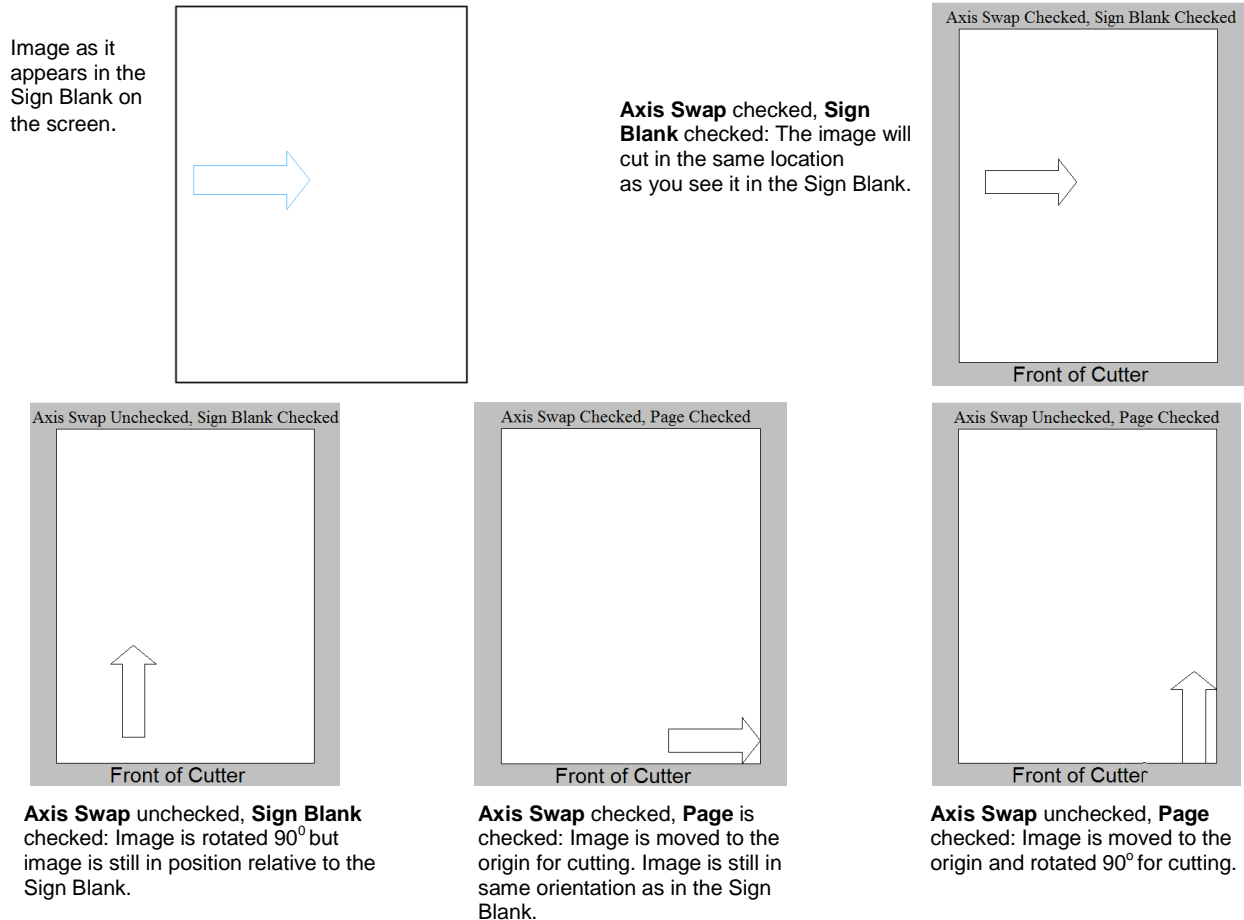 Image as it
appears in the
Sign Blank on
the screen.
Axis Swap checked, Sign
Blank checked: The image will
cut in the same location
as you see it in the Sign Blank.
Axis Swap Checked, Sign Blank Checked
Front of Cutter
Axis Swap Unchecked, Sign Blank Checked
Front of Cutter
Axis Swap unchecked, Sign Blank
checked: Image is rotated 90⁰ but
image is still in position relative to the
Sign Blank.
Axis Swap Checked, Page Checked
Front of Cutter
Axis Swap checked, Page is
checked: Image is moved to the
origin for cutting. Image is still in
same orientation as in the Sign
Blank.
Axis Swap Unchecked, Page Checked
Front of Cutter
Axis Swap unchecked, Page
checked: Image is moved to the
origin and rotated 90° for cutting.